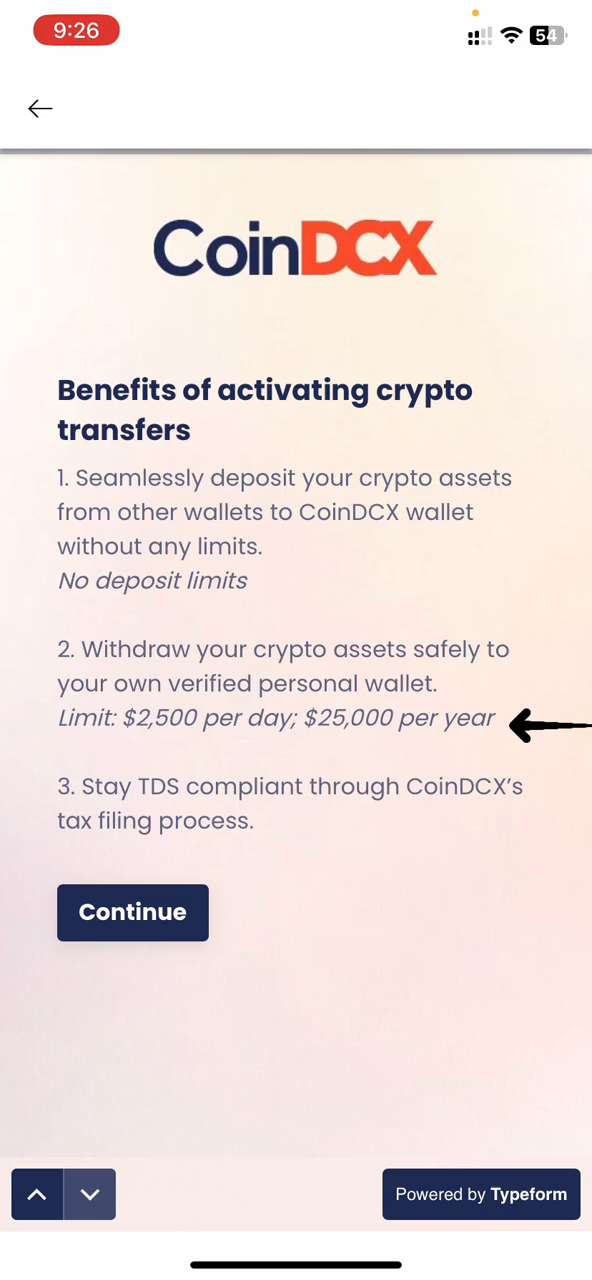 9:26
54
CoinDCX
Benefits of activating crypto
transfers
1. Seamlessly deposit your crypto assets
from other wallets to CoinDCX wallet
without any limits.
No deposit limits
2. Withdraw your crypto assets safely to
your own verified personal wallet.
Limit: $2,500 per day; $25,000 per year
3. Stay TDS compliant through CoinDCX’s
tax filing process.
Continue
Powered by Typeform